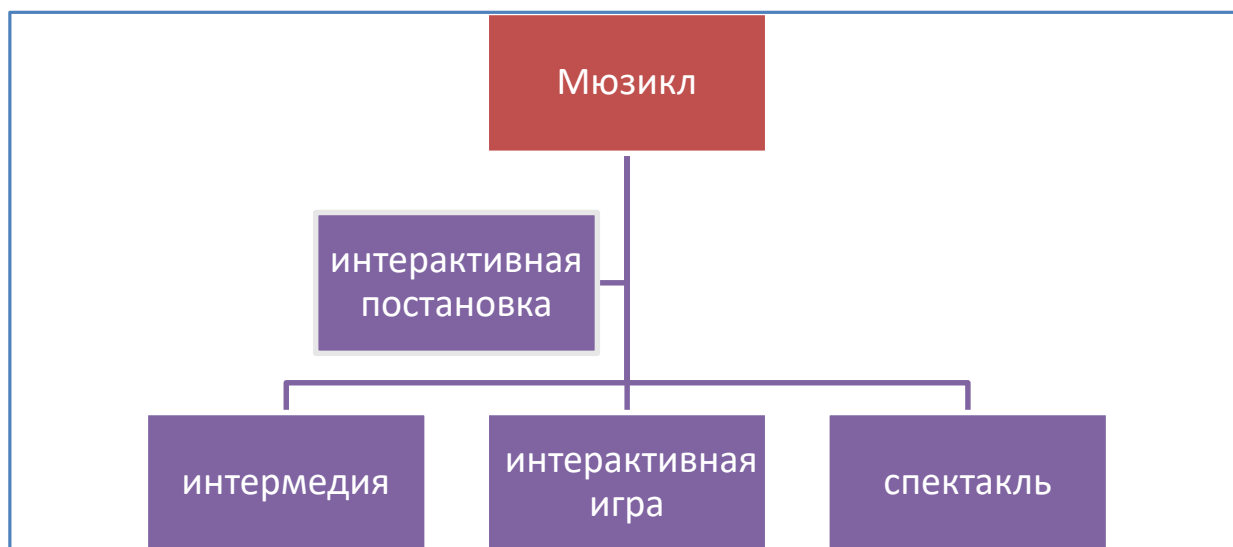 Мюзикл
интерактивная
постановка
интермедия
интерактивная
игра
спектакль